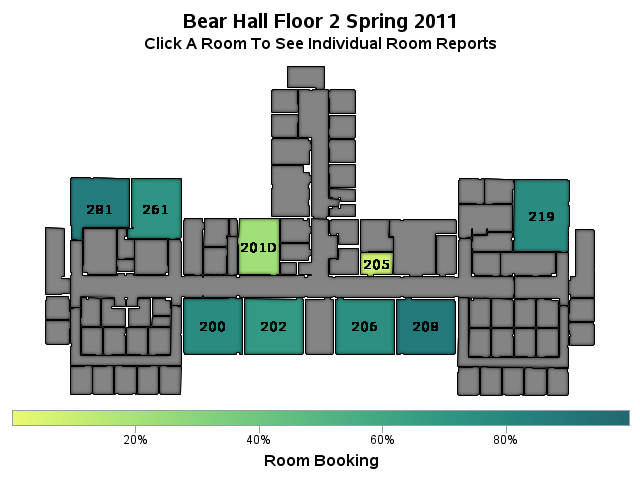 Bear Hall Floor 2 Spring 2011
Click A Room To See Individual Room Reports
281 261 219
201D
205
200 202 206 208
20% 40% 60% 80%
Room Booking